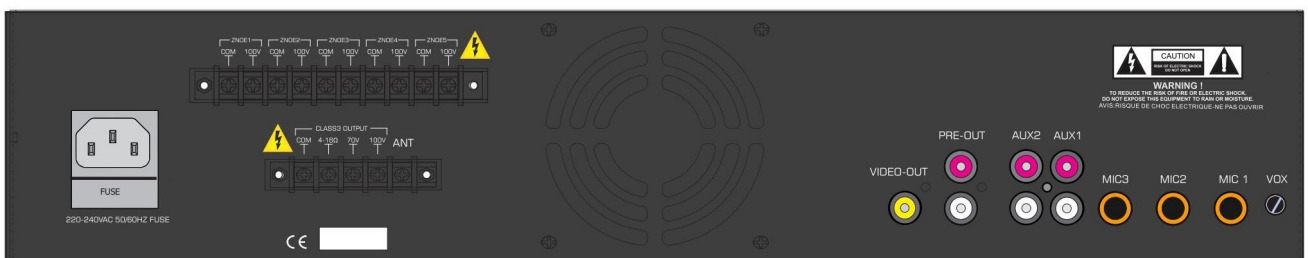 ZNOE1 ZNOE2 ZNOE3 ZNOE4 ZNOE5
COM 100V COM 100V COM 100V COM 100V COM 100V
CLASS3 OUTPUT
COM 4-16Ω 70V 100V ANT
FUSE
220-240VAC 50/60HZ FUSE
CE
CAUTION
RISK OF ELECTRIC SHOCK
DO NOT OPEN
WARNING !
TO REDUCE THE RISK OF FIRE OR ELECTRIC SHOCK.
DO NOT EXPOSE THIS EQUIPMENT TO RAIN OR MOISTURE.
AVIS:RISQUE DE CHOC ELECTRIQUE-NE PAS OUVRIR
PRE-OUT AUX2 AUX1
VIDEO-OUT
MIC3 MIC2 MIC 1 VOX